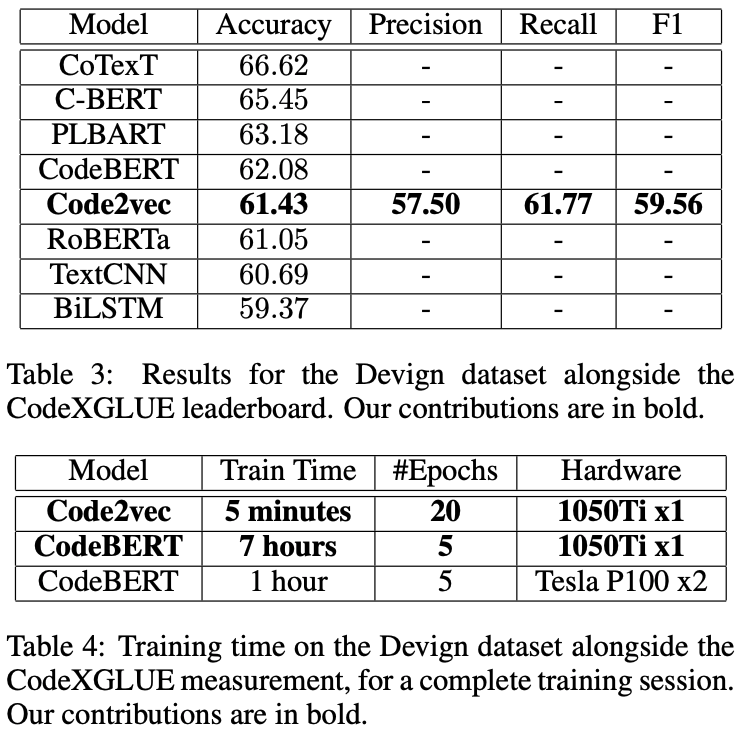 Model Accuracy Precision Recall F1
CoTexT 66.62 - - -
C-BERT 65.45 - - -
PLBART 63.18 - - -
CodeBERT 62.08 - - -
Code2vec 61.43 57.50 61.77 59.56
RoBERTa 61.05 - - -
TextCNN 60.69 - - -
BiLSTM 59.37 - - -
Table 3: Results for the Devign dataset alongside the
CodeXGLUE leaderboard. Our contributions are in bold.
Model Train Time #Epochs Hardware
Code2vec 5 minutes 20 1050Ti x1
CodeBERT 7 hours 5 1050Ti x1
CodeBERT 1 hour 5 Tesla P100 x2
Table 4: Training time on the Devign dataset alongside the
CodeXGLUE measurement, for a complete training session.
Our contributions are in bold.